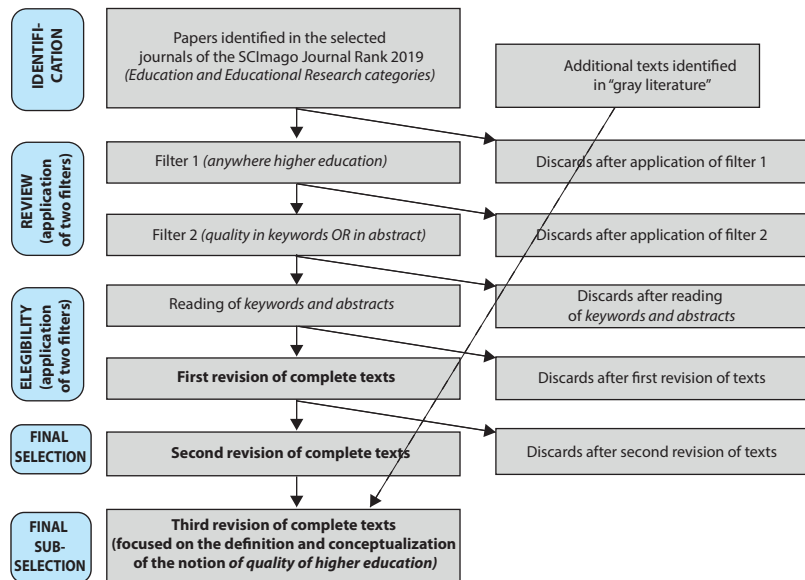 IDENTIFI-
CATION
Papers identified in the selected
journals of the SCImago Journal Rank 2019
(Education and Educational Research categories)
Additional texts identified
in “gray literature”
REVIEW
(application
of two filters)
Filter 1 (anywhere higher education)
Discards after application of filter 1
Filter 2 (quality in keywords OR in abstract)
Discards after application of filter 2
ELEGIBILITY
(application
of two filters)
Reading of keywords and abstracts
Discards after reading
of keywords and abstracts
First revision of complete texts
Discards after first revision of texts
FINAL
SELECTION
Second revision of complete texts
Discards after second revision of texts
FINAL
SUB-
SELECTION
Third revision of complete texts
(focused on the definition and conceptualization
of the notion of quality of higher education)